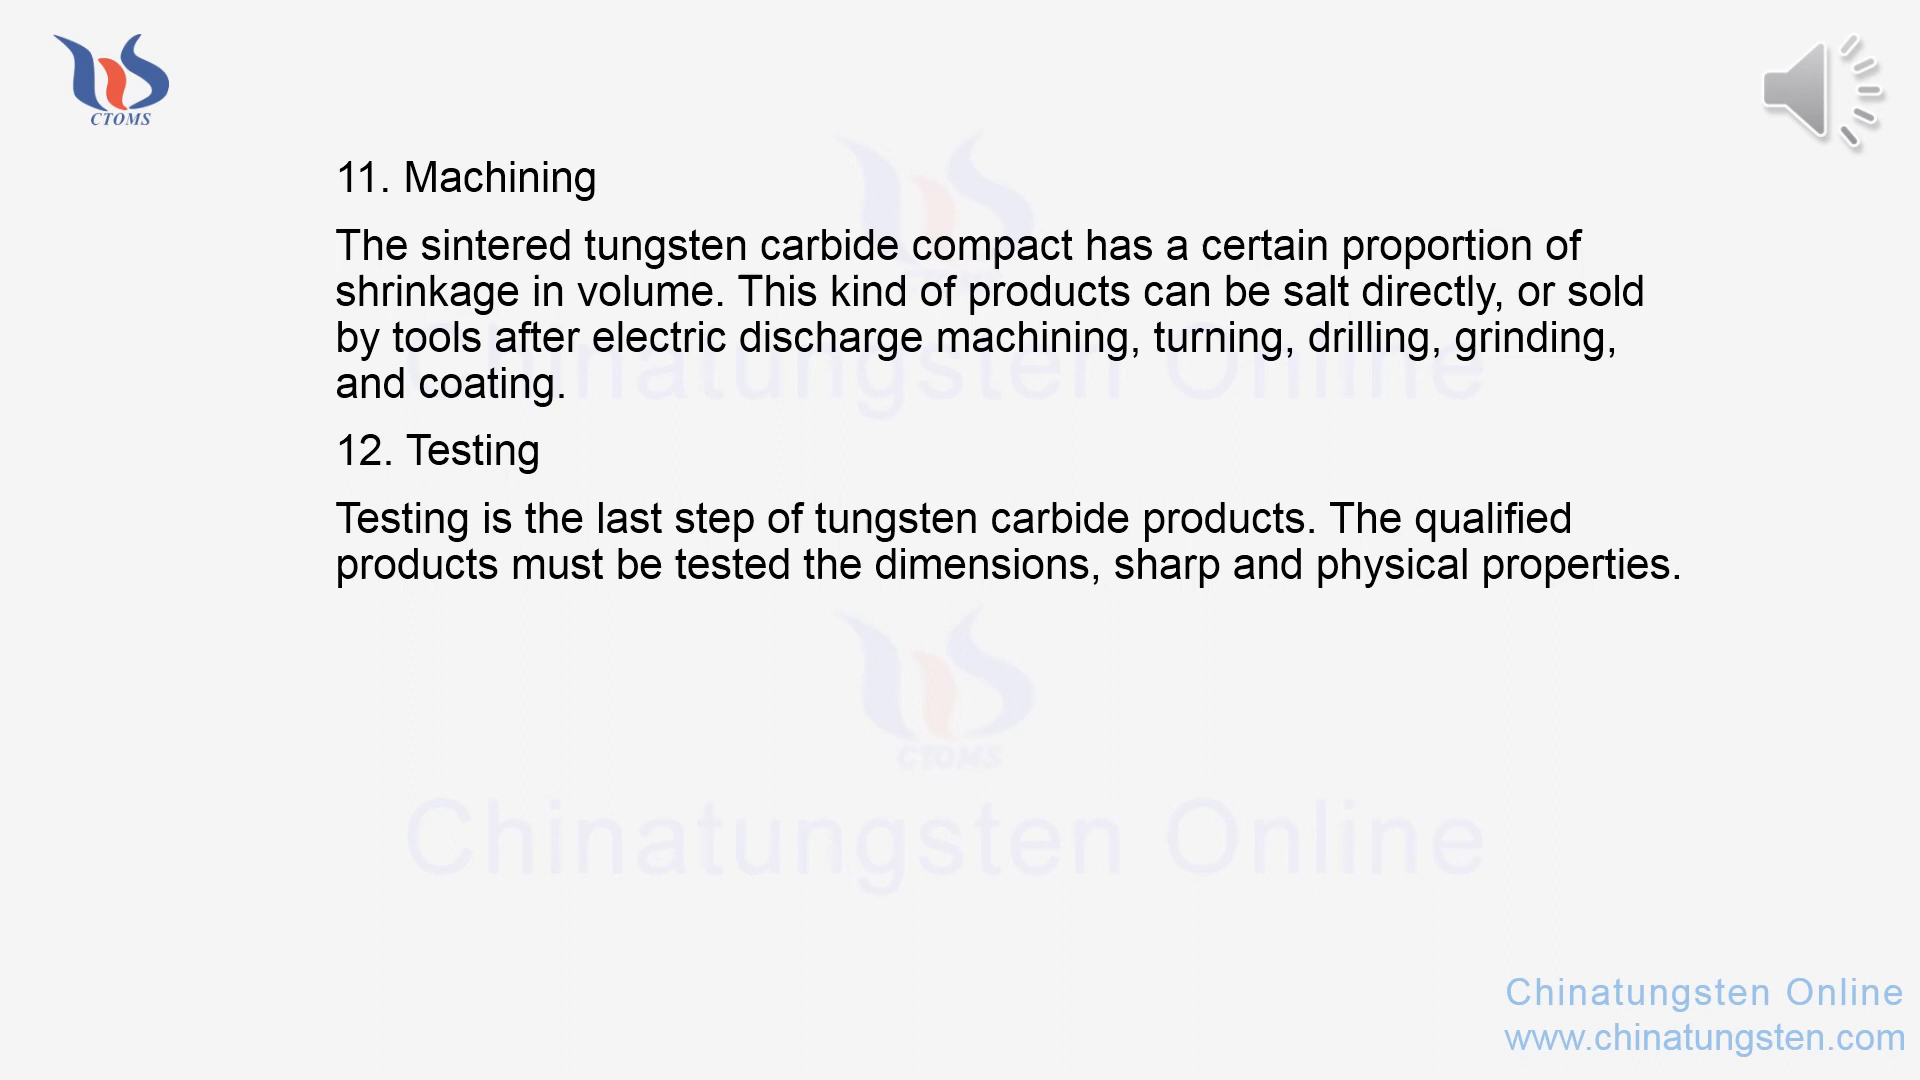 CTOMS
11. Machining
The sintered tungsten carbide compact has a certain proportion of
shrinkage in volume. This kind of products can be salt directly, or sold
by tools after electric discharge machining, turning, drilling, grinding,
and coating.
Chinatungsten Online
12. Testing
Testing is the last step of tungsten carbide products. The qualified
products must be tested the dimensions, sharp and physical properties.
CTOMS
Chinatungsten Online
Chinatungsten Online
www.chinatungsten.com